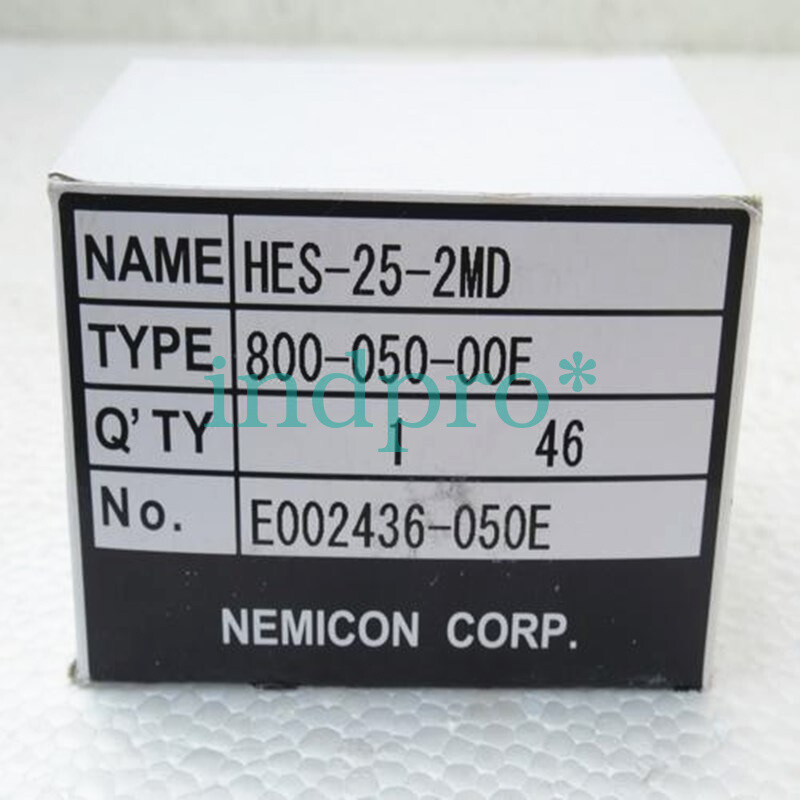 NAME HES-25-2MD
TYPE 800-050-00E
indpro*
Q'TY 1 46
No. E002436-050E
NEMICON CORP.